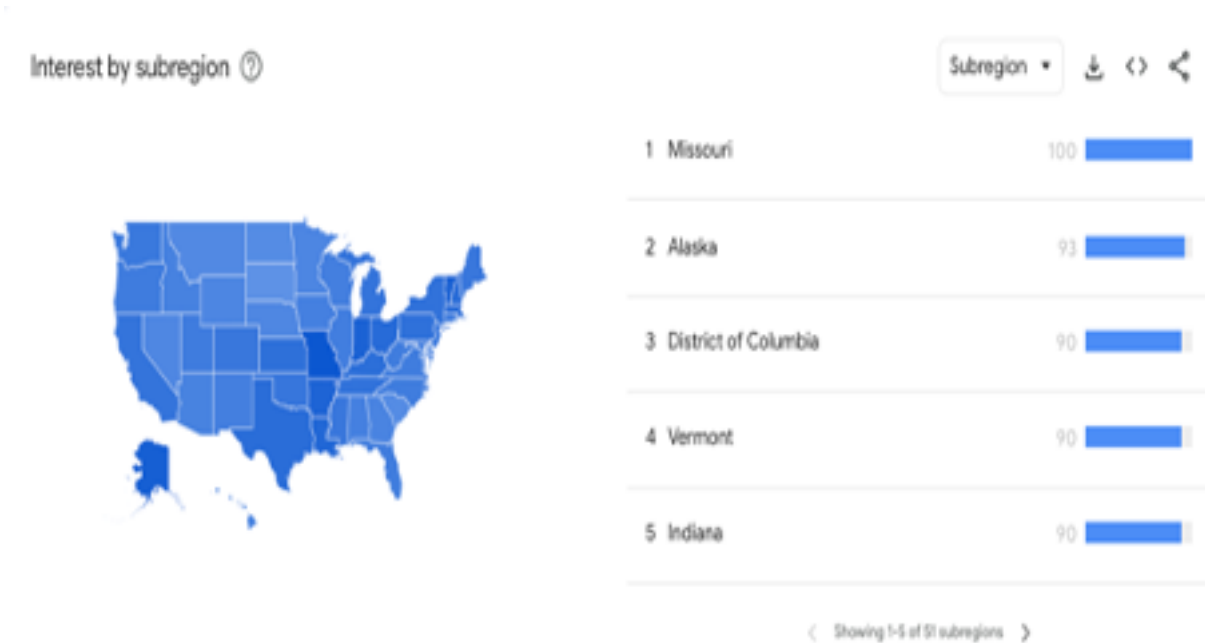 Interest by subregion
Subregion
1 Missouri 100
2 Alaska 93
3 District of Columbia 90
4 Vermont 90
5 Indiana 90
Showing 1-5 of 51 subregions